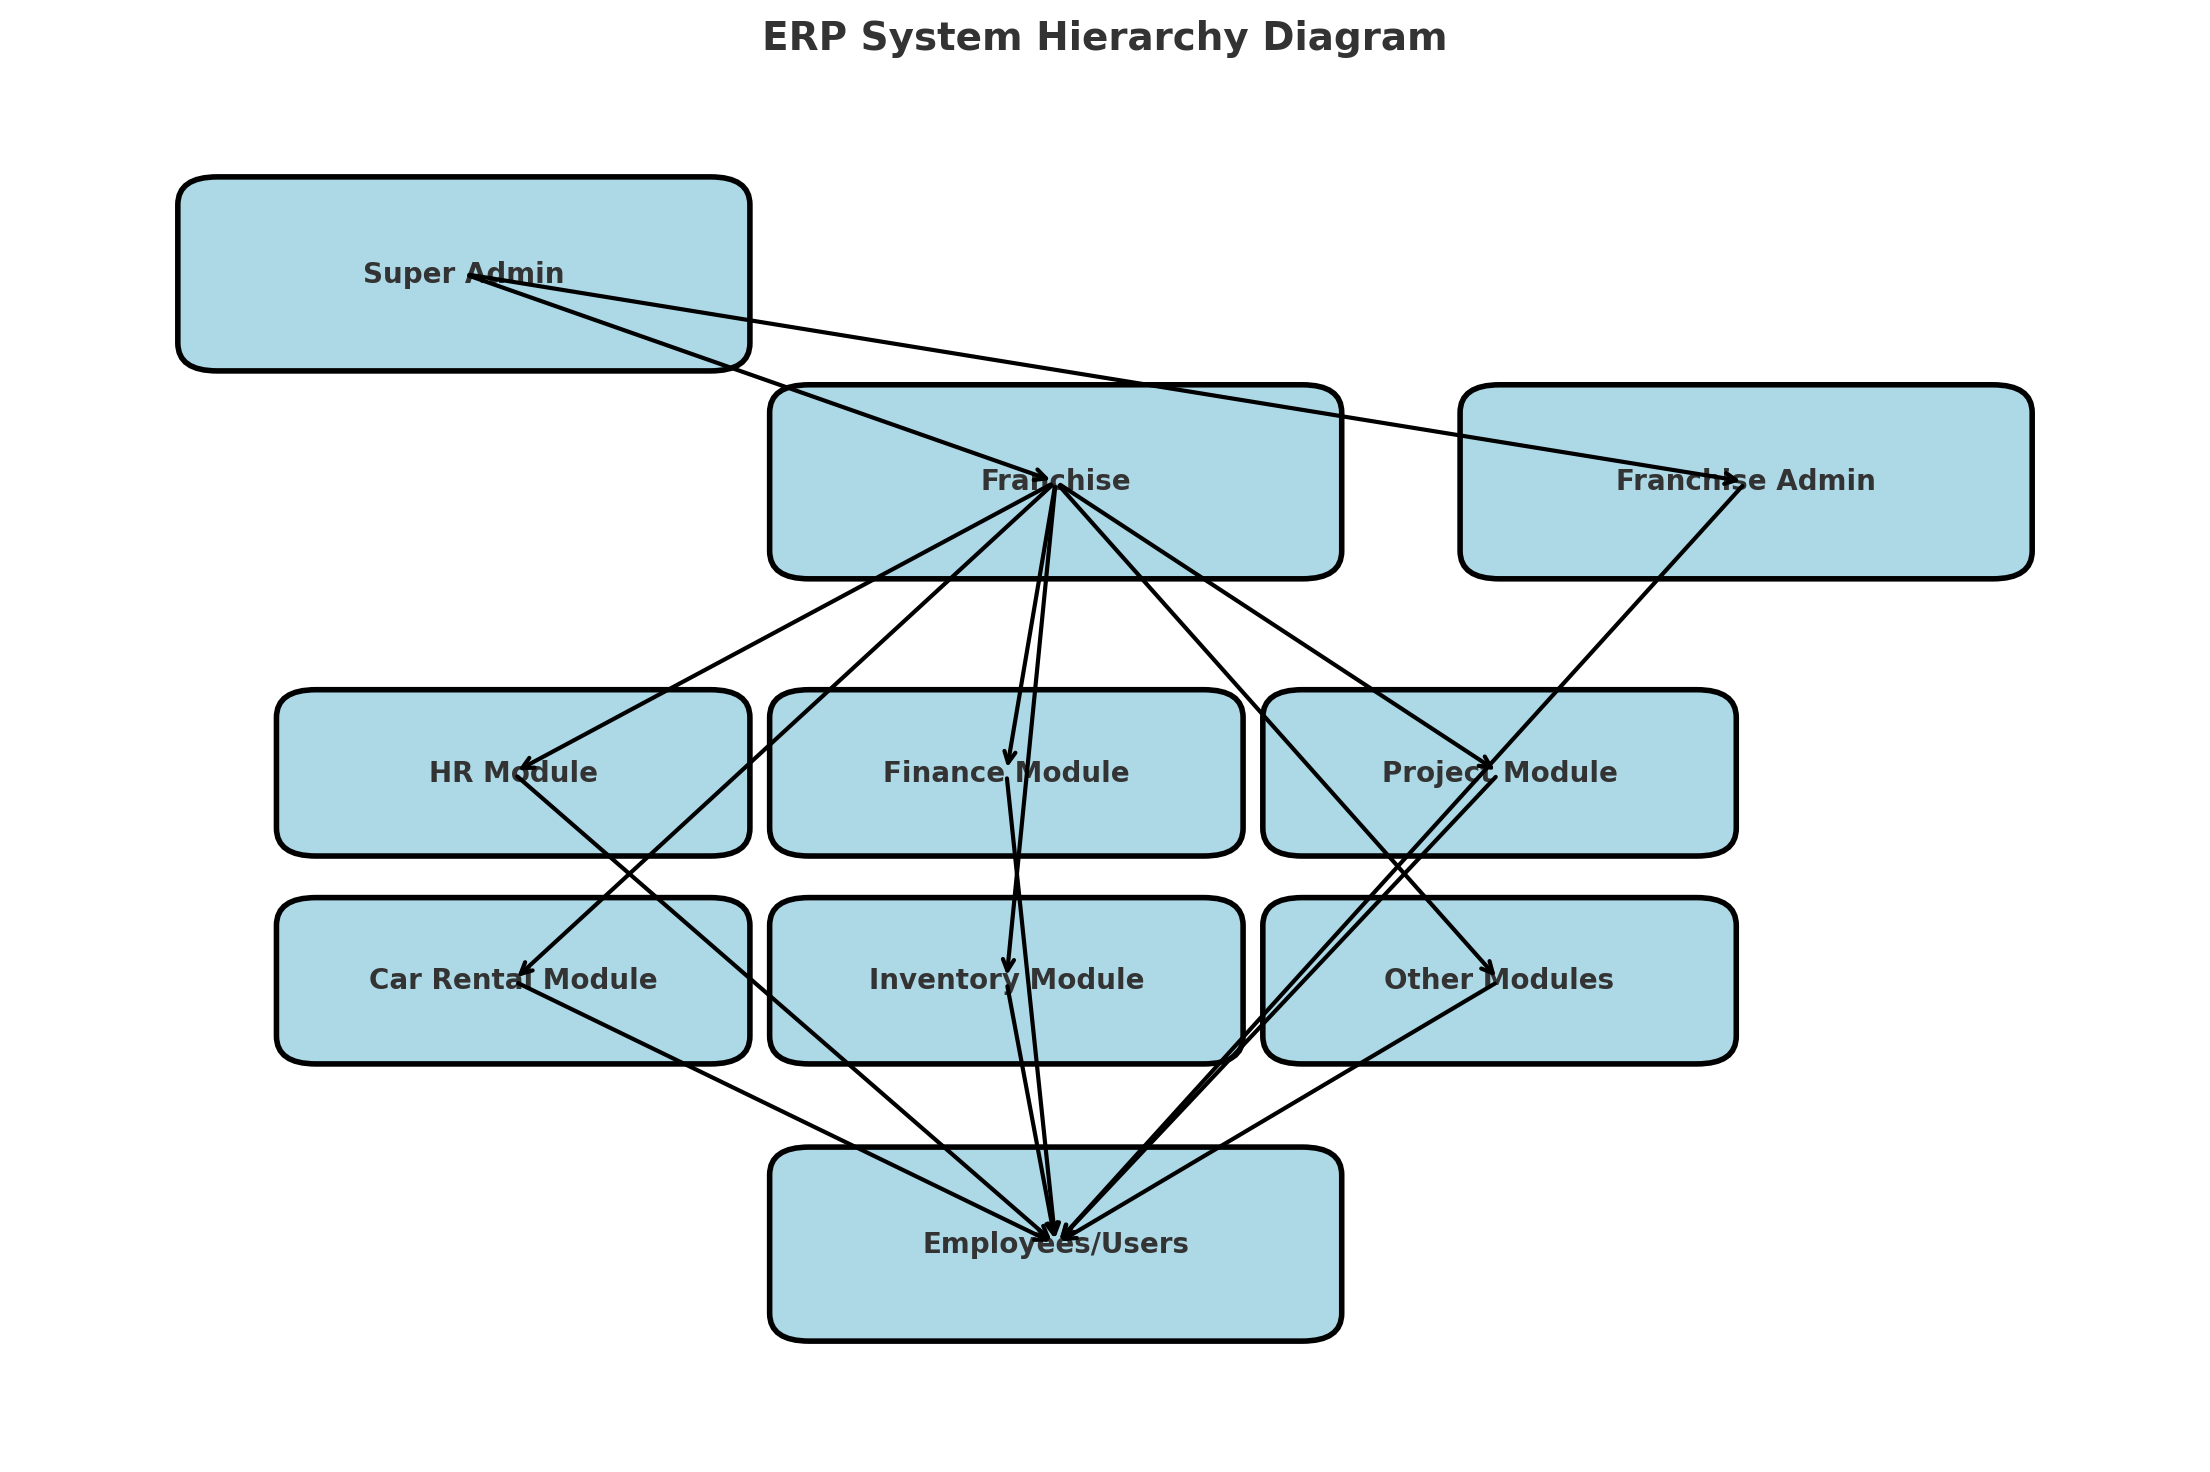 ERP System Hierarchy Diagram
Super Admin
Franchise
Franchise Admin
HR Module
Finance Module
Project Module
Car Rental Module
Inventory Module
Other Modules
Employees/Users